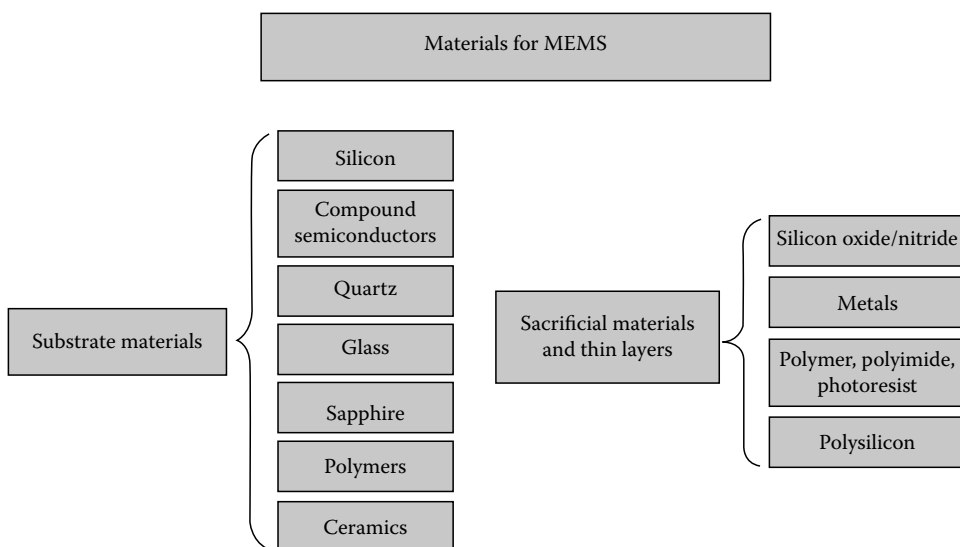 Materials for MEMS
Substrate materials
Silicon
Compound
semiconductors
Quartz
Glass
Sapphire
Polymers
Ceramics
Sacrificial materials
and thin layers
Silicon oxide/nitride
Metals
Polymer, polyimide,
photoresist
Polysilicon